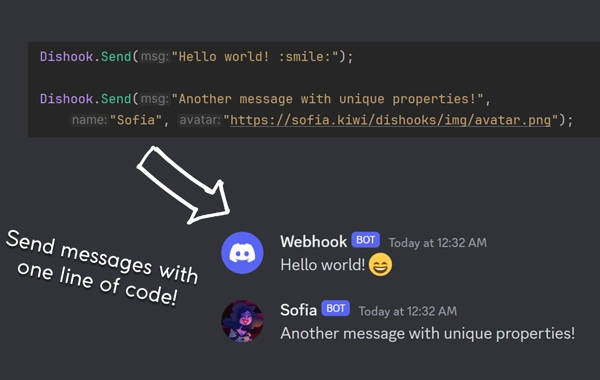 Dishook.Send(msg:"Hello world! :smile:");
Dishook.Send(msg:"Another message with unique properties!",
name:"Sofia", avatar:"https://sofia.kiwi/dishooks/img/avatar.png");
Send messages with
one line of code!
Webhook BOT Today at 12:32 AM
Hello world! 😄
Sofia BOT Today at 12:32 AM
Another message with unique properties!